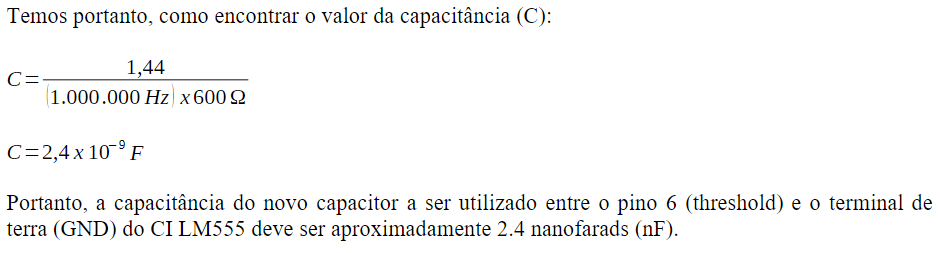 Temos portanto, como encontrar o valor da capacitância (C):
C = 1,44 / (1.000.000 Hz) x 600 Ω
C = 2,4 x 10⁻⁹ F
Portanto, a capacitância do novo capacitor a ser utilizado entre o pino 6 (threshold) e o terminal de
terra (GND) do CI LM555 deve ser aproximadamente 2.4 nanofarads (nF).